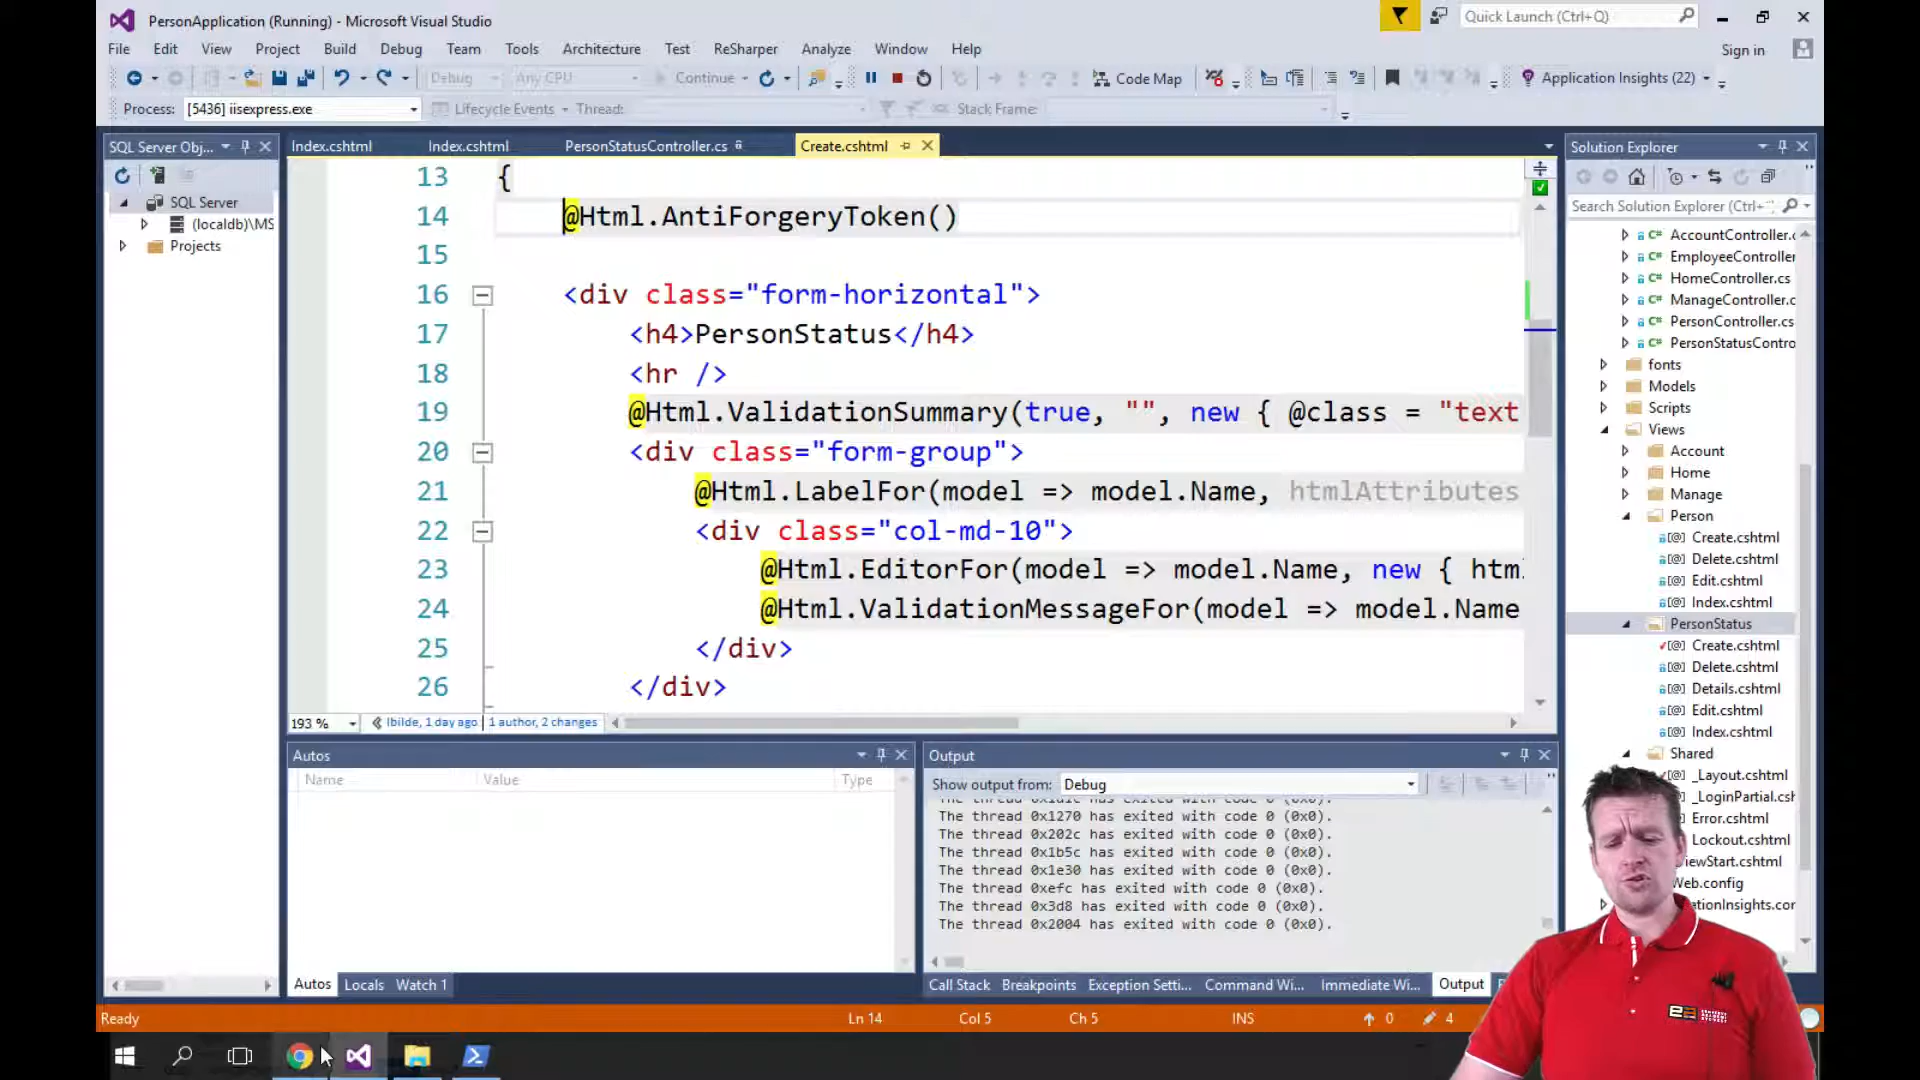 PersonApplication (Running) - Microsoft Visual Studio
Quick Launch (Ctrl+Q)
File Edit View Project Build Debug Team Tools Architecture Test ReSharper Analyze Window Help
Sign in
Debug Any CPU Continue Code Map Application Insights (22)
Process: [5436] iisexpress.exe Lifecycle Events Thread: Stack Frame:
SQL Server Obj...
Index.cshtml Index.cshtml PersonStatusController.cs Create.cshtml
Solution Explorer
SQL Server
(localdb)\MS
Projects
13 {
14 @Html.AntiForgeryToken()
15
16 <div class="form-horizontal">
17 <h4>PersonStatus</h4>
18 <hr />
19 @Html.ValidationSummary(true, "", new { @class = "text
20 <div class="form-group">
21 @Html.LabelFor(model => model.Name, htmlAttributes
22 <div class="col-md-10">
23 @Html.EditorFor(model => model.Name, new { html
24 @Html.ValidationMessageFor(model => model.Name
25 </div>
26 </div>
193 % lbilde, 1 day ago | 1 author, 2 changes
Search Solution Explorer (Ctrl+
AccountController.c
EmployeeController
HomeController.cs
ManageController.c
PersonController.cs
PersonStatusContro
fonts
Models
Scripts
Views
Account
Home
Manage
Person
Create.cshtml
Delete.cshtml
Edit.cshtml
Index.cshtml
PersonStatus
Create.cshtml
Delete.cshtml
Details.cshtml
Edit.cshtml
Index.cshtml
Shared
_Layout.cshtml
_LoginPartial.csh
Error.cshtml
Lockout.cshtml
iewStart.cshtml
Web.config
ationInsights.con
Autos
Name Value Type
Autos Locals Watch 1
Output
Show output from: Debug
The thread 0x1270 has exited with code 0 (0x0).
The thread 0x202c has exited with code 0 (0x0).
The thread 0x1b5c has exited with code 0 (0x0).
The thread 0x1e30 has exited with code 0 (0x0).
The thread 0xefc has exited with code 0 (0x0).
The thread 0x3d8 has exited with code 0 (0x0).
The thread 0x2004 has exited with code 0 (0x0).
Call Stack Breakpoints Exception Setti... Command Wi... Immediate Wi... Output
Ready Ln 14 Col 5 Ch 5 INS 0 4